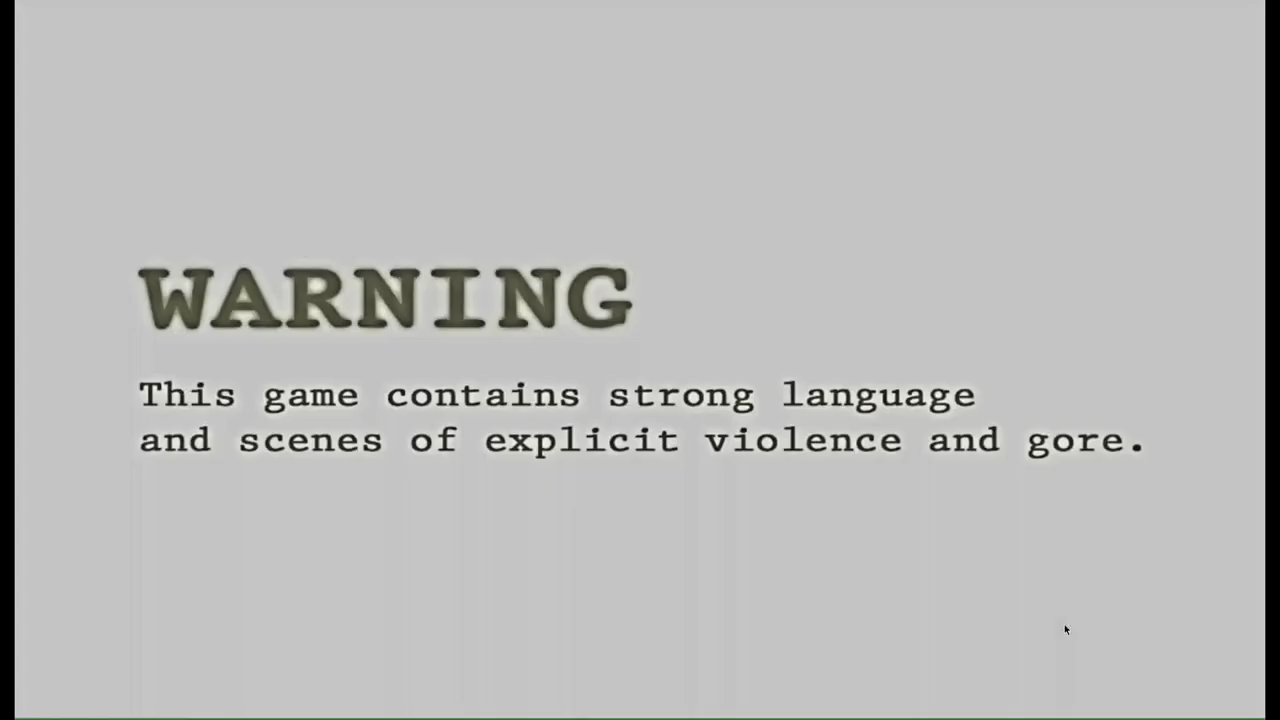 WARNING
This game contains strong language
and scenes of explicit violence and gore.